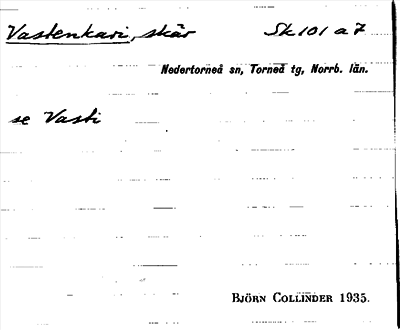 Vastenkari, skär Sk 101 a 7
Nedertorneå sn, Torneå tg, Norrb. län.
se Vasti
BJÖRN COLLINDER 1935.